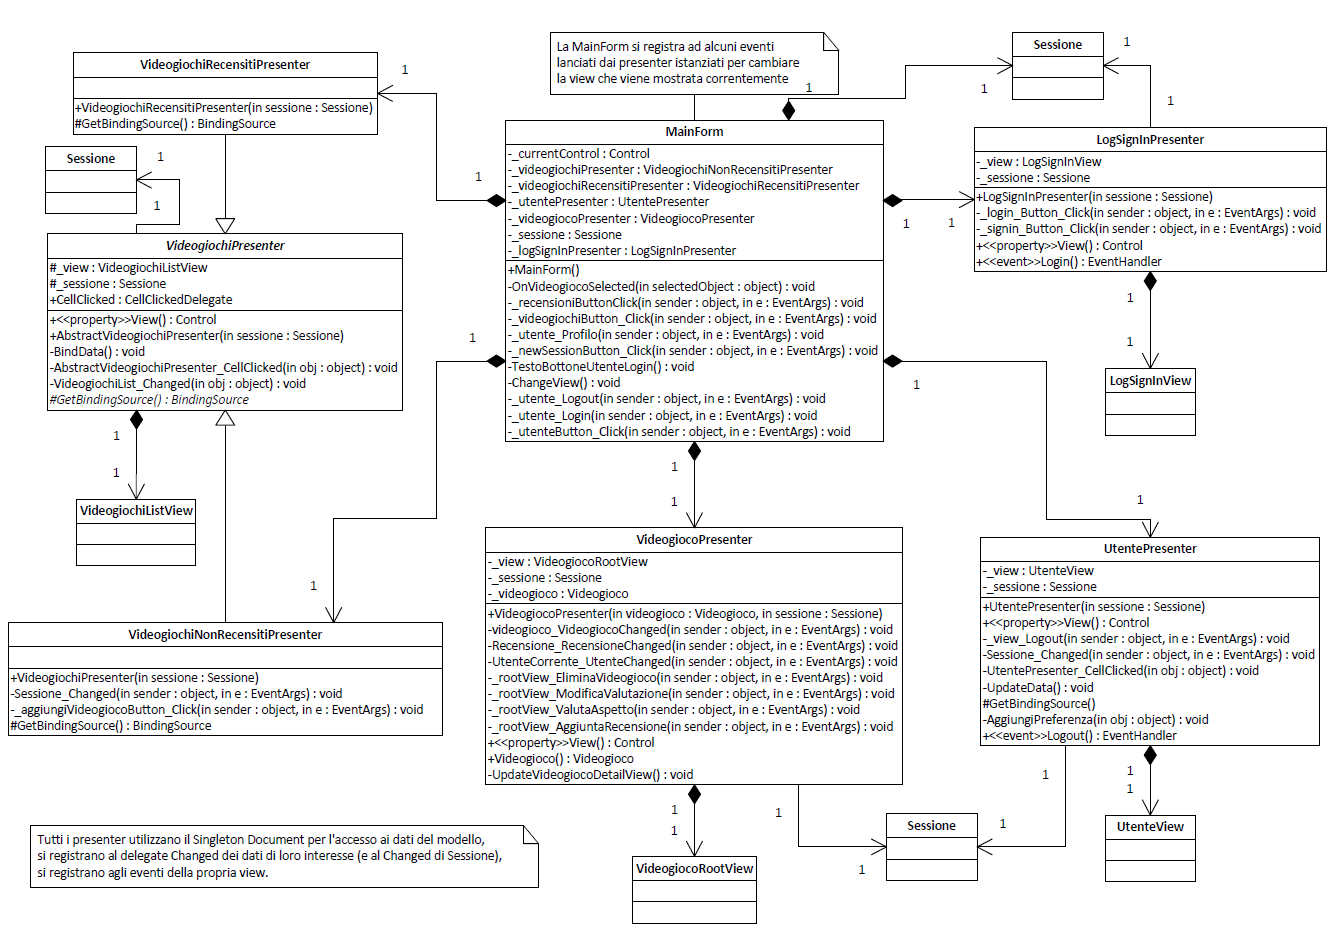 La MainForm si registra ad alcuni eventi
lanciati dai presenter istanziati per cambiare
la view che viene mostrata correntemente
VideogiochiRecensitiPresenter
+VideogiochiRecensitiPresenter(in sessione : Sessione)
#GetBindingSource() : BindingSource
1
1
Sessione
1
1
VideogiochiPresenter
#_view : VideogiochiListView
#_sessione : Sessione
+CellClicked : CellClickedDelegate
+<<property>>View() : Control
+AbstractVideogiochiPresenter(in sessione : Sessione)
-BindData() : void
-AbstractVideogiochiPresenter_CellClicked(in obj : object) : void
-VideogiochiList_Changed(in obj : object) : void
#GetBindingSource() : BindingSource
1
1
VideogiochiListView
MainForm
-_currentControl : Control
-_videogiochiPresenter : VideogiochiNonRecensitiPresenter
-_videogiochiRecensitiPresenter : VideogiochiRecensitiPresenter
-_utentePresenter : UtentePresenter
-_videogiocoPresenter : VideogiocoPresenter
-_sessione : Sessione
-_logSignInPresenter : LogSignInPresenter
+MainForm()
-OnVideogiocoSelected(in selectedObject : object) : void
-_recensioniButtonClick(in sender : object, in e : EventArgs) : void
-_videogiochiButton_Click(in sender : object, in e : EventArgs) : void
-_utente_Profilo(in sender : object, in e : EventArgs) : void
-_newSessionButton_Click(in sender : object, in e : EventArgs) : void
-TestoBottoneUtenteLogin() : void
-ChangeView() : void
-_utente_Logout(in sender : object, in e : EventArgs) : void
-_utente_Login(in sender : object, in e : EventArgs) : void
-_utenteButton_Click(in sender : object, in e : EventArgs) : void
1
1
Sessione
1
1
LogSignInPresenter
-_view : LogSignInView
-_sessione : Sessione
+LogSignInPresenter(in sessione : Sessione)
-_login_Button_Click(in sender : object, in e : EventArgs) : void
-_signin_Button_Click(in sender : object, in e : EventArgs) : void
+<<property>>View() : Control
+<<event>>Login() : EventHandler
1
1
1
1
LogSignInView
1
1
1
1
1
1
VideogiochiNonRecensitiPresenter
+VideogiochiPresenter(in sessione : Sessione)
-Sessione_Changed(in sender : object, in e : EventArgs) : void
-_aggiungiVideogiocoButton_Click(in sender : object, in e : EventArgs) : void
#GetBindingSource() : BindingSource
VideogiocoPresenter
-_view : VideogiocoRootView
-_sessione : Sessione
-_videogioco : Videogioco
+VideogiocoPresenter(in videogioco : Videogioco, in sessione : Sessione)
-videogioco_VideogiocoChanged(in sender : object, in e : EventArgs) : void
-Recensione_RecensioneChanged(in sender : object, in e : EventArgs) : void
-UtenteCorrente_UtenteChanged(in sender : object, in e : EventArgs) : void
-_rootView_EliminaVideogioco(in sender : object, in e : EventArgs) : void
-_rootView_ModificaValutazione(in sender : object, in e : EventArgs) : void
-_rootView_ValutaAspetto(in sender : object, in e : EventArgs) : void
-_rootView_AggiuntaRecensione(in sender : object, in e : EventArgs) : void
+<<property>>View() : Control
+Videogioco() : Videogioco
-UpdateVideogiocoDetailView() : void
UtentePresenter
-_view : UtenteView
-_sessione : Sessione
+UtentePresenter(in sessione : Sessione)
+<<property>>View() : Control
-_view_Logout(in sender : object, in e : EventArgs) : void
-Sessione_Changed(in sender : object, in e : EventArgs) : void
-UtentePresenter_CellClicked(in obj : object) : void
-UpdateData() : void
#GetBindingSource()
-AggiungiPreferenza(in obj : object) : void
+<<event>>Logout() : EventHandler
1
1
1
1
1
1
1
1
Sessione
UtenteView
VideogiocoRootView
Tutti i presenter utilizzano il Singleton Document per l'accesso ai dati del modello,
si registrano al delegate Changed dei dati di loro interesse (e al Changed di Sessione),
si registrano agli eventi della propria view.